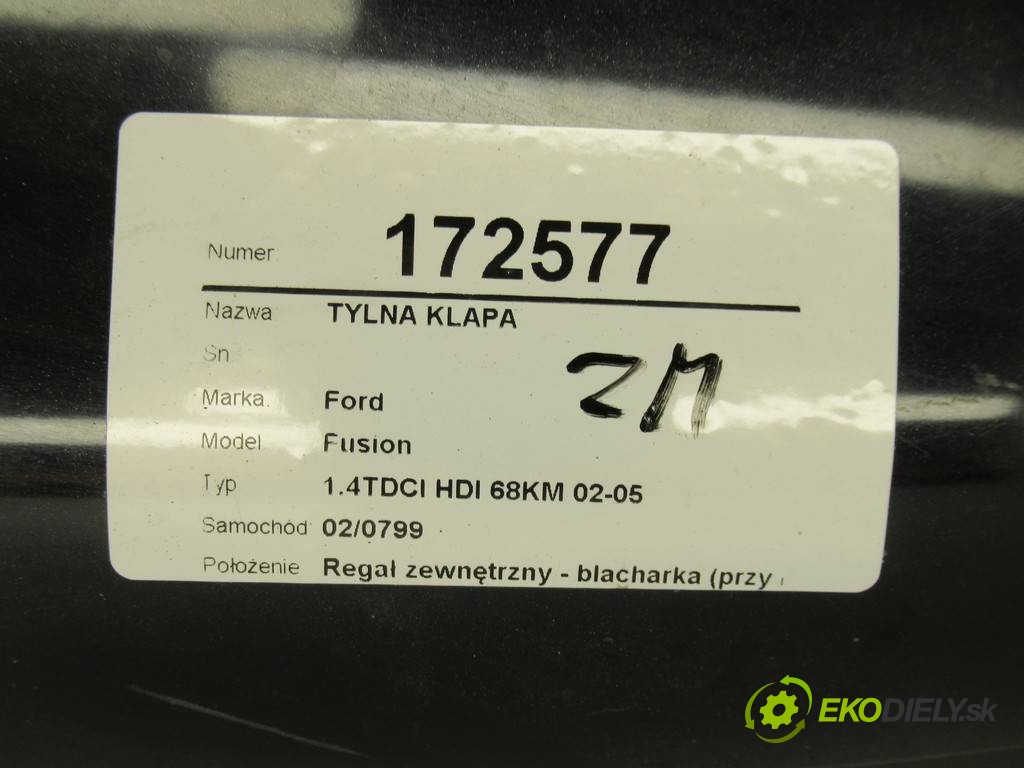 Numer 172577
Nazwa TYLNA KLAPA
Sn
ZM
Marka Ford
Model Fusion
Typ 1.4TDCI HDI 68KM 02-05
Samochód 02/0799
Położenie Regał zewnętrzny - blacharka (przy
EKODIELY.sk